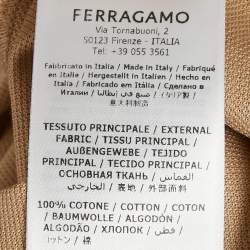 FERRAGAMO
Via Tornabuoni, 2
50123 Firenze - ITALIA
Tel: +39 055 3561
Fabbricato in Italia / Made in Italy / Fabriqué
en Italie / Hergestellt in Italien / Hecho en
Italia / Fabricado em Itália / Сделано в
Италии / صنع في إيطاليا / イタリア製 /
意大利制造
TESSUTO PRINCIPALE / EXTERNAL
FABRIC / TISSU PRINCIPAL /
AUßENGEWEBE / TEJIDO
PRINCIPAL / TECIDO PRINCIPAL /
ОСНОВНАЯ ТКАНЬ /
الخارجي / 表地 / 外部面料
100% COTONE / COTTON / COTON
/ BAUMWOLLE / ALGODÓN /
ALGODÃO / ХЛОПОК / قطن /
コットン / 棉